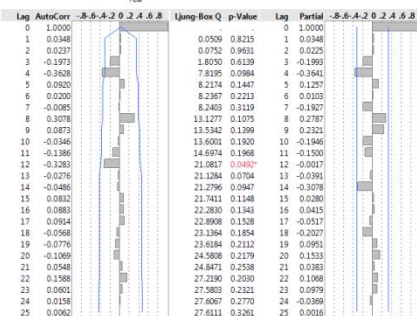 Lag AutoCorr -.8-.6-.4-.2 0 .2 .4 .6 .8 Ljung-Box Q p-Value Lag Partial -.8-.6-.4-.2 0 .2 .4 .6 .8
0 1.0000 . . 0 1.0000
1 0.0348 0.0509 0.8215 1 0.0348
2 0.0237 0.0752 0.9631 2 0.0225
3 -0.1973 1.8050 0.6139 3 -0.1993
4 -0.3628 7.8195 0.0984 4 -0.3641
5 0.0920 8.2174 0.1447 5 0.1257
6 0.0200 8.2367 0.2213 6 0.0103
7 -0.0085 8.2403 0.3119 7 -0.1927
8 0.3078 13.1277 0.1075 8 0.2787
9 0.0873 13.5342 0.1399 9 0.2321
10 -0.0346 13.6001 0.1920 10 -0.1946
11 -0.1386 14.6974 0.1968 11 -0.1500
12 -0.3283 21.0817 0.0492* 12 -0.0017
13 -0.0276 21.1284 0.0704 13 -0.0391
14 -0.0486 21.2796 0.0947 14 -0.3078
15 0.0832 21.7411 0.1148 15 0.0280
16 0.0883 22.2830 0.1343 16 0.0415
17 0.0914 22.8908 0.1528 17 -0.0517
18 -0.0568 23.1364 0.1854 18 -0.2027
19 -0.0776 23.6184 0.2112 19 0.0951
20 -0.1069 24.5808 0.2179 20 0.1533
21 0.0548 24.8471 0.2538 21 0.0383
22 0.1588 27.2190 0.2030 22 0.1068
23 0.0601 27.5803 0.2321 23 0.0979
24 0.0158 27.6067 0.2770 24 -0.0369
25 0.0062 27.6111 0.3261 25 0.0016